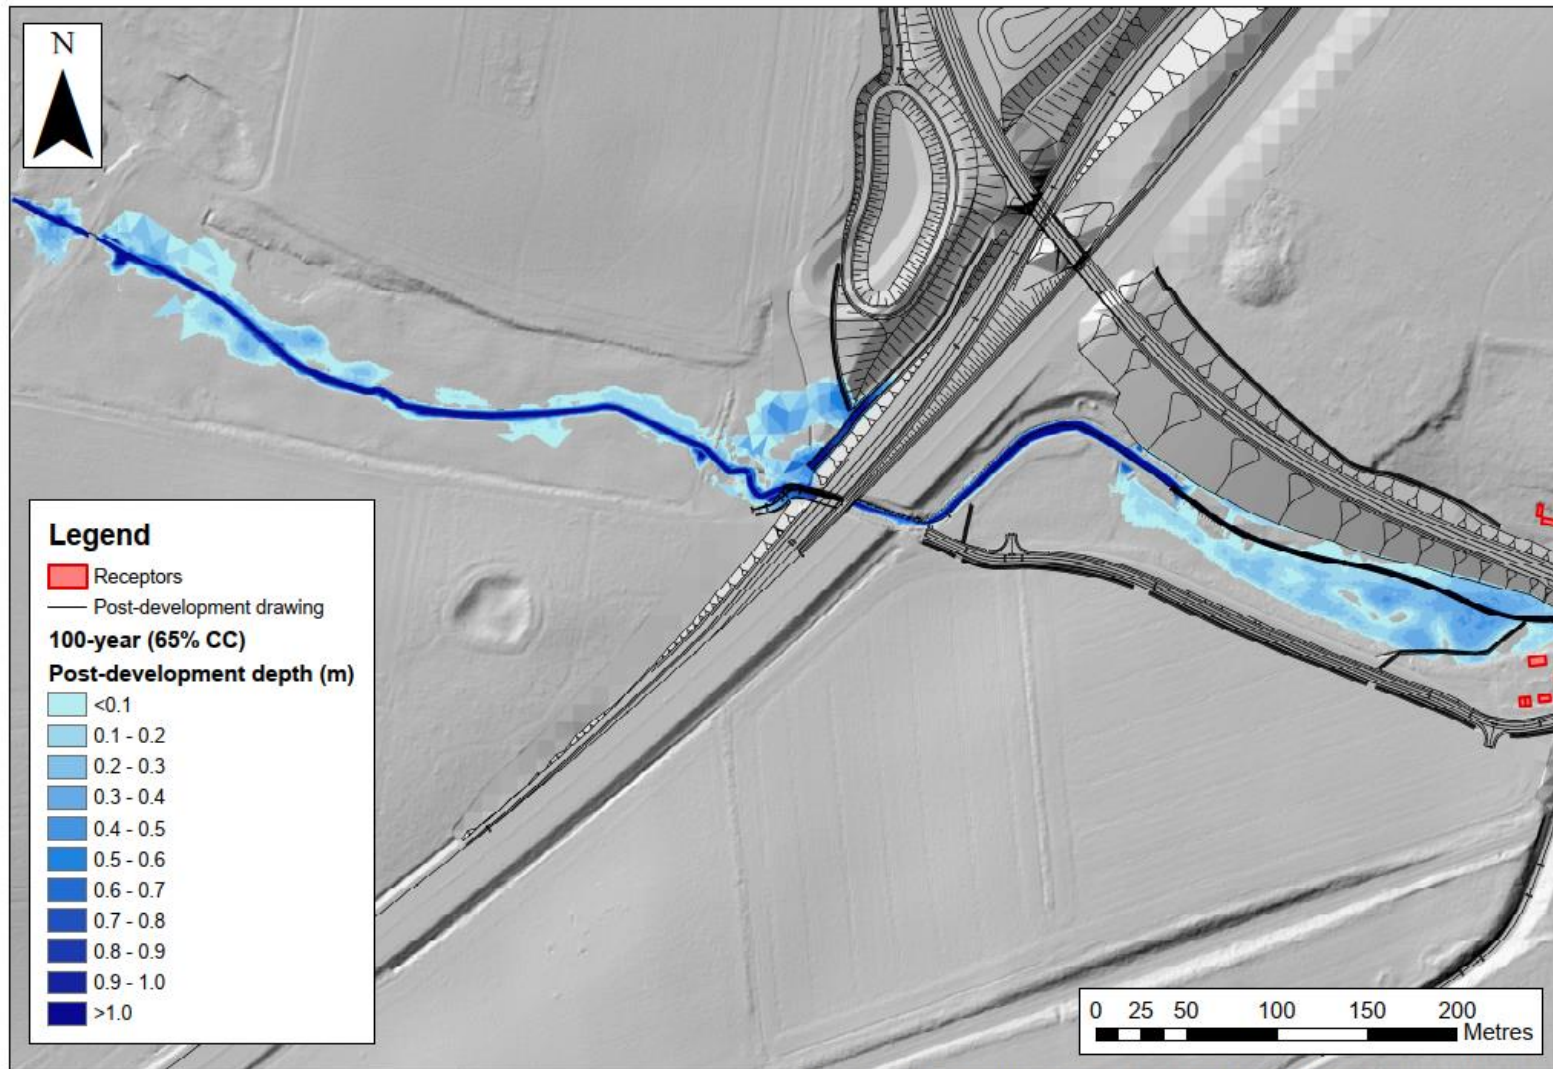 N
Legend
Receptors
Post-development drawing
100-year (65% CC)
Post-development depth (m)
<0.1
0.1 - 0.2
0.2 - 0.3
0.3 - 0.4
0.4 - 0.5
0.5 - 0.6
0.6 - 0.7
0.7 - 0.8
0.8 - 0.9
0.9 - 1.0
>1.0
0 25 50 100 150 200
Metres